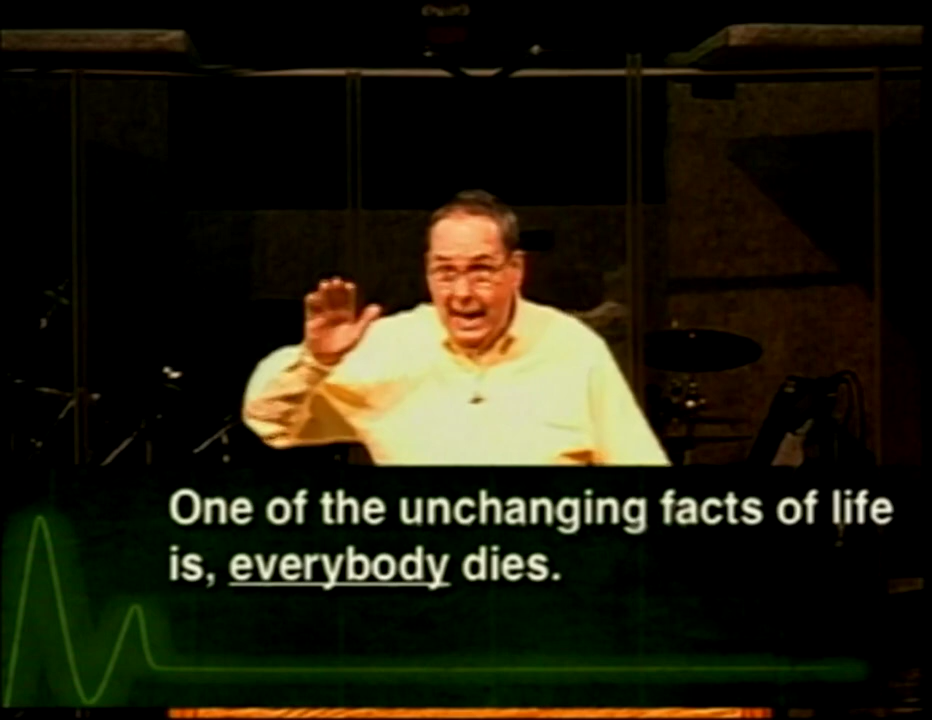 One of the unchanging facts of life
is, everybody dies.